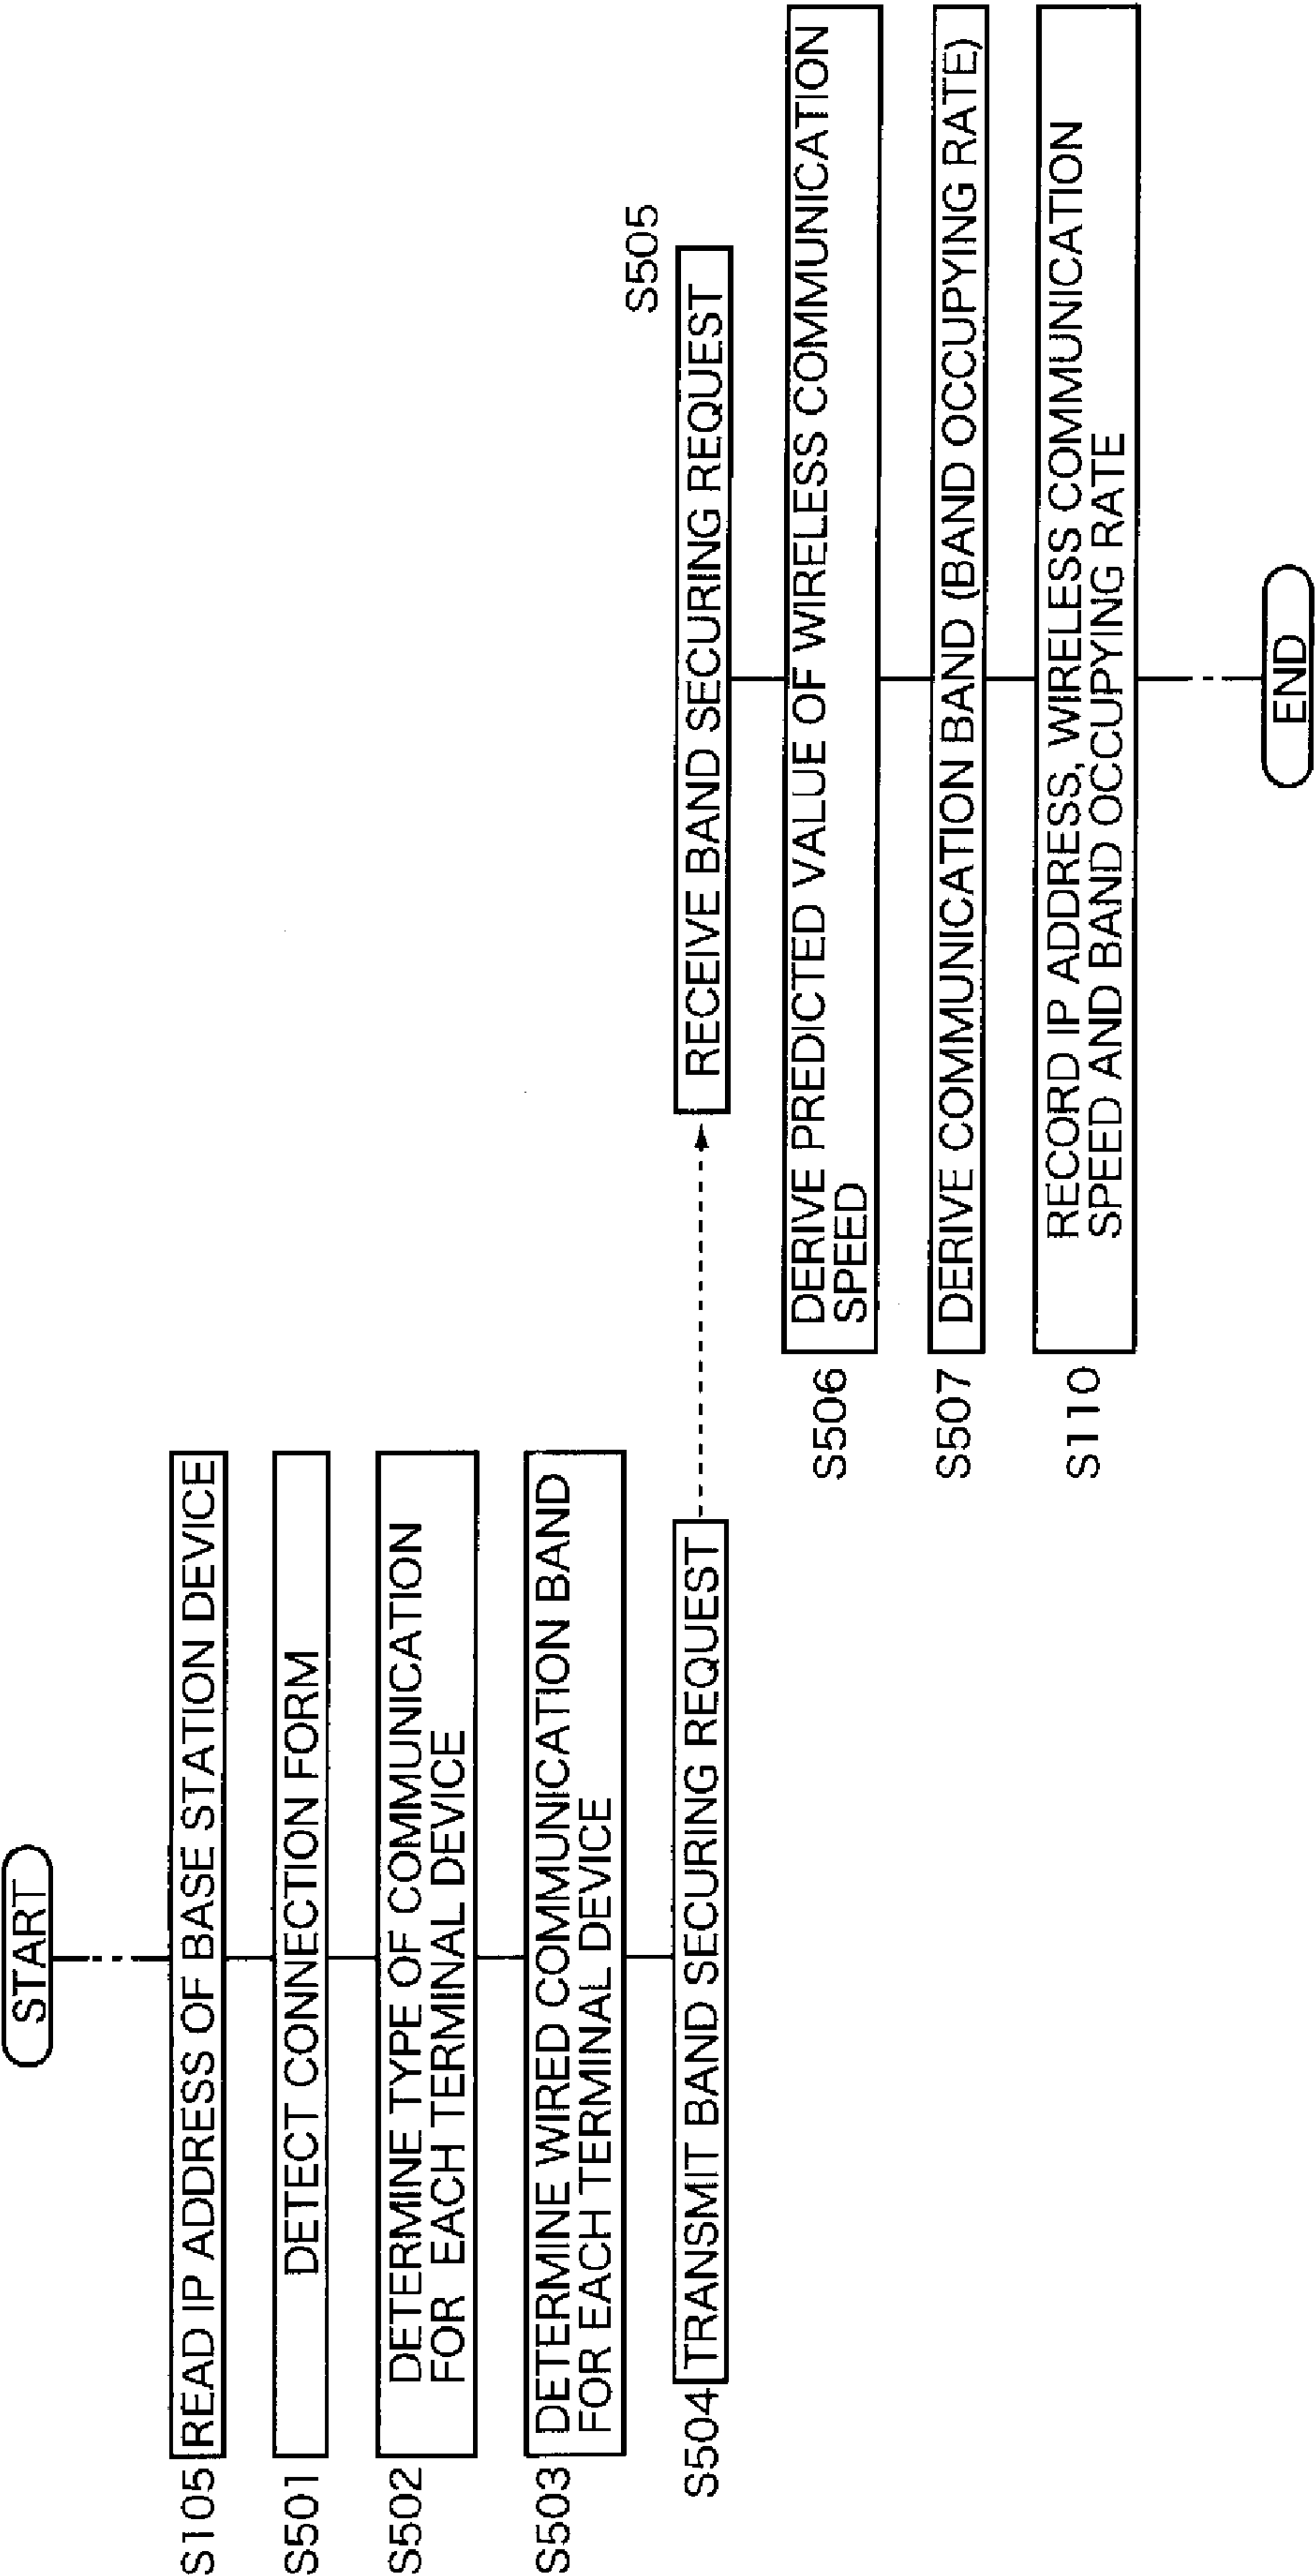 START
S105 READ IP ADDRESS OF BASE STATION DEVICE
S501 DETECT CONNECTION FORM
S502 DETERMINE TYPE OF COMMUNICATION
FOR EACH TERMINAL DEVICE
S503 DETERMINE WIRED COMMUNICATION BAND
FOR EACH TERMINAL DEVICE
S504 TRANSMIT BAND SECURING REQUEST
S505
RECEIVE BAND SECURING REQUEST
S506 DERIVE PREDICTED VALUE OF WIRELESS COMMUNICATION
SPEED
S507 DERIVE COMMUNICATION BAND (BAND OCCUPYING RATE)
S110 RECORD IP ADDRESS, WIRELESS COMMUNICATION
SPEED AND BAND OCCUPYING RATE
END